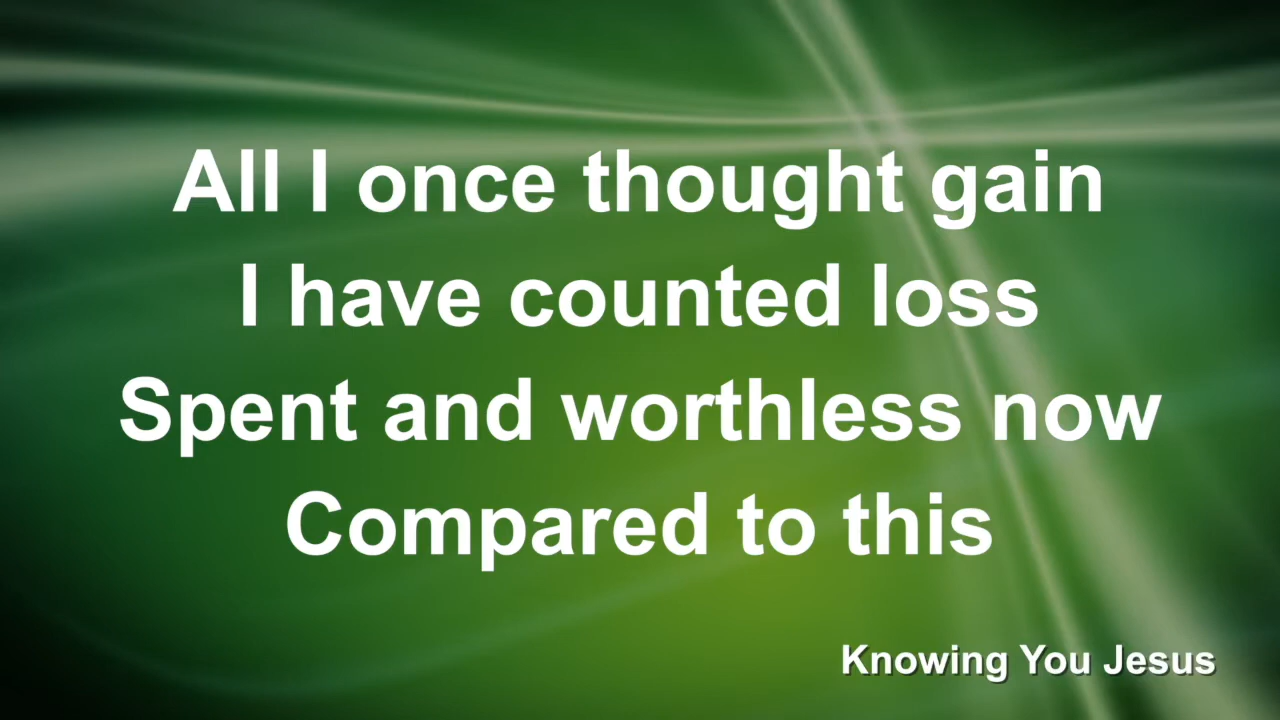 All I once thought gain
I have counted loss
Spent and worthless now
Compared to this
Knowing You Jesus